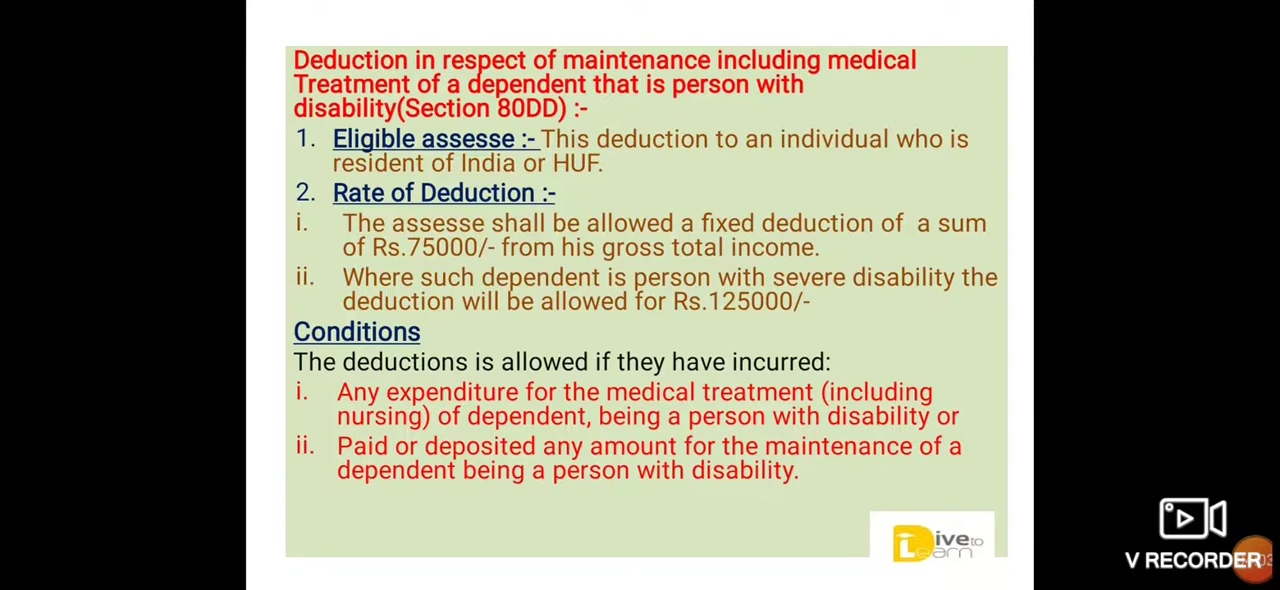 Deduction in respect of maintenance including medical
Treatment of a dependent that is person with
disability(Section 80DD) :-
1. Eligible assesse :- This deduction to an individual who is
resident of India or HUF.
2. Rate of Deduction :-
i. The assesse shall be allowed a fixed deduction of a sum
of Rs.75000/- from his gross total income.
ii. Where such dependent is person with severe disability the
deduction will be allowed for Rs.125000/-
Conditions
The deductions is allowed if they have incurred:
i. Any expenditure for the medical treatment (including
nursing) of dependent, being a person with disability or
ii. Paid or deposited any amount for the maintenance of a
dependent being a person with disability.
Dive to
Learn
V RECORDER